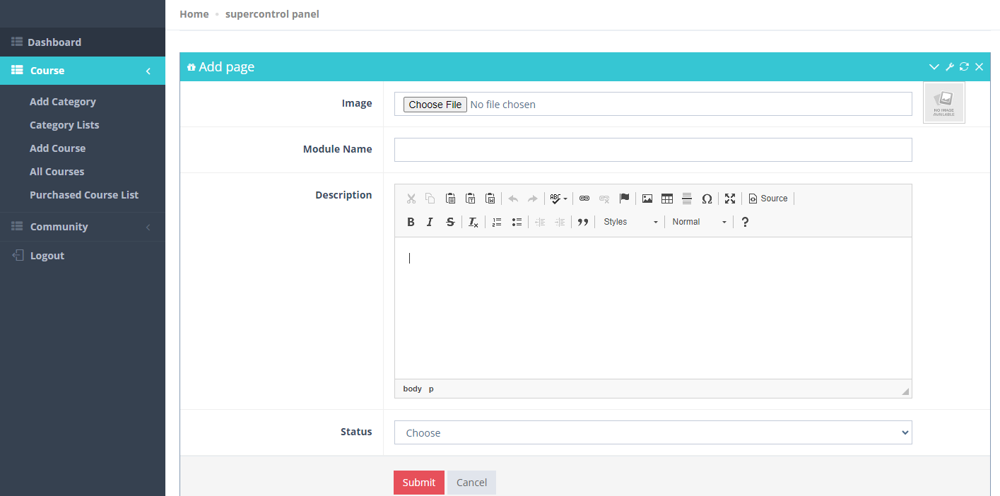 Home • supercontrol panel
Dashboard
Course
Add Category
Category Lists
Add Course
All Courses
Purchased Course List
Community
Logout
Add page
Image
Choose File No file chosen
NO IMAGE
AVAILABLE
Module Name
Description
ABC
Source
B I S Tx
Styles
Normal
?
body p
Status
Choose
Submit
Cancel